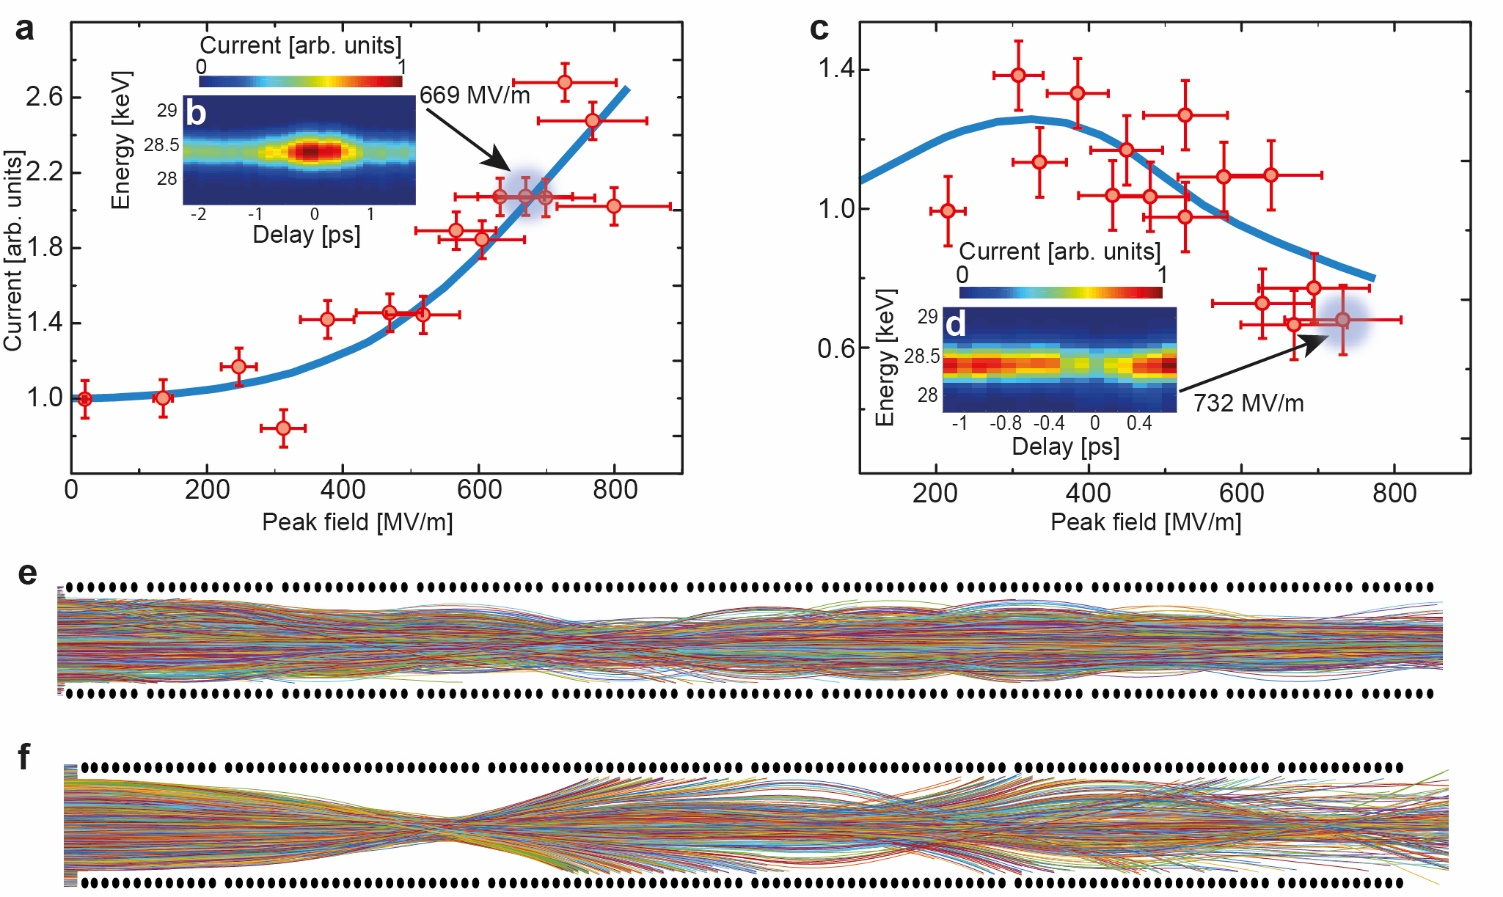 a
Current [arb. units]
2.6
2.2
1.8
1.4
1.0
0
200
400
600
800
Peak field [MV/m]
Current [arb. units]
0
1
b
Energy [keV]
29
28.5
28
-2
-1
0
1
Delay [ps]
669 MV/m
c
1.4
1.0
0.6
200
400
600
800
Peak field [MV/m]
Current [arb. units]
0
1
d
Energy [keV]
29
28.5
28
-1
-0.8
-0.4
0
0.4
Delay [ps]
732 MV/m
e
f